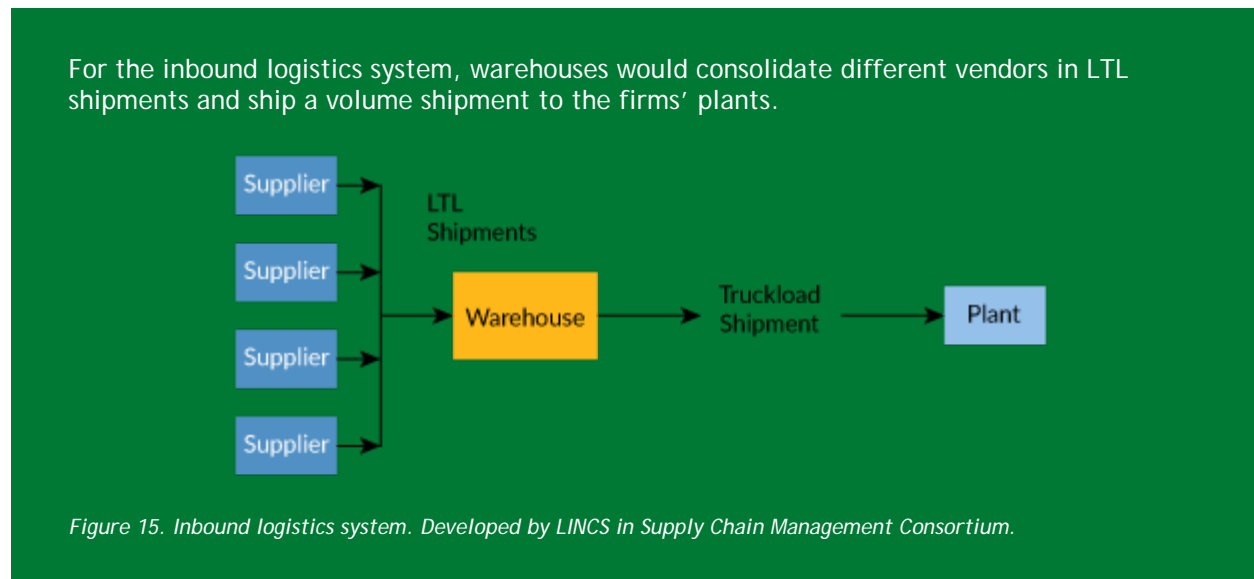 For the inbound logistics system, warehouses would consolidate different vendors in LTL
shipments and ship a volume shipment to the firms' plants.
Supplier
LTL
Shipments
Supplier
Warehouse
Truckload
Shipment
Plant
Supplier
Supplier
Figure 15. Inbound logistics system. Developed by LINCS in Supply Chain Management Consortium.